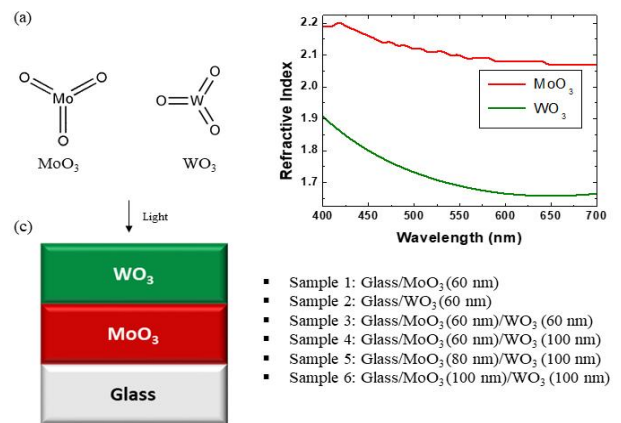 (a)
O
O
Mo
O
MoO3
O
O
W
O
WO3
2.2
2.1
2.0
1.9
1.8
1.7
Refractive Index
MoO3
WO3
400 450 500 550 600 650 700
Wavelength (nm)
Light
(c)
WO3
MoO3
Glass
▪ Sample 1: Glass/MoO3 (60 nm)
▪ Sample 2: Glass/WO3 (60 nm)
▪ Sample 3: Glass/MoO3 (60 nm)/WO3 (60 nm)
▪ Sample 4: Glass/MoO3 (60 nm)/WO3 (100 nm)
▪ Sample 5: Glass/MoO3 (80 nm)/WO3 (100 nm)
▪ Sample 6: Glass/MoO3 (100 nm)/WO3 (100 nm)